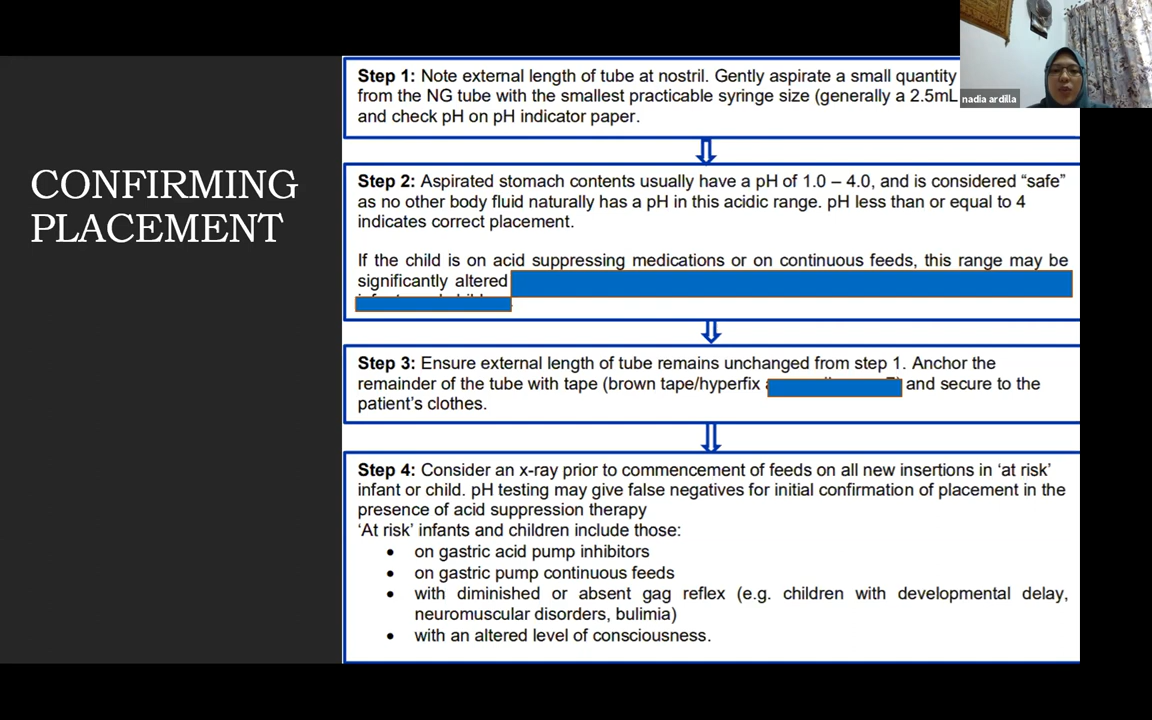 nadia ardilla
CONFIRMING
PLACEMENT
Step 1: Note external length of tube at nostril. Gently aspirate a small quantity
from the NG tube with the smallest practicable syringe size (generally a 2.5mL
and check pH on pH indicator paper.
Step 2: Aspirated stomach contents usually have a pH of 1.0 – 4.0, and is considered “safe”
as no other body fluid naturally has a pH in this acidic range. pH less than or equal to 4
indicates correct placement.
If the child is on acid suppressing medications or on continuous feeds, this range may be
significantly altered
Step 3: Ensure external length of tube remains unchanged from step 1. Anchor the
remainder of the tube with tape (brown tape/hyperfix and secure to the
patient’s clothes.
Step 4: Consider an x-ray prior to commencement of feeds on all new insertions in ‘at risk’
infant or child. pH testing may give false negatives for initial confirmation of placement in the
presence of acid suppression therapy
‘At risk’ infants and children include those:
• on gastric acid pump inhibitors
• on gastric pump continuous feeds
• with diminished or absent gag reflex (e.g. children with developmental delay,
neuromuscular disorders, bulimia)
• with an altered level of consciousness.